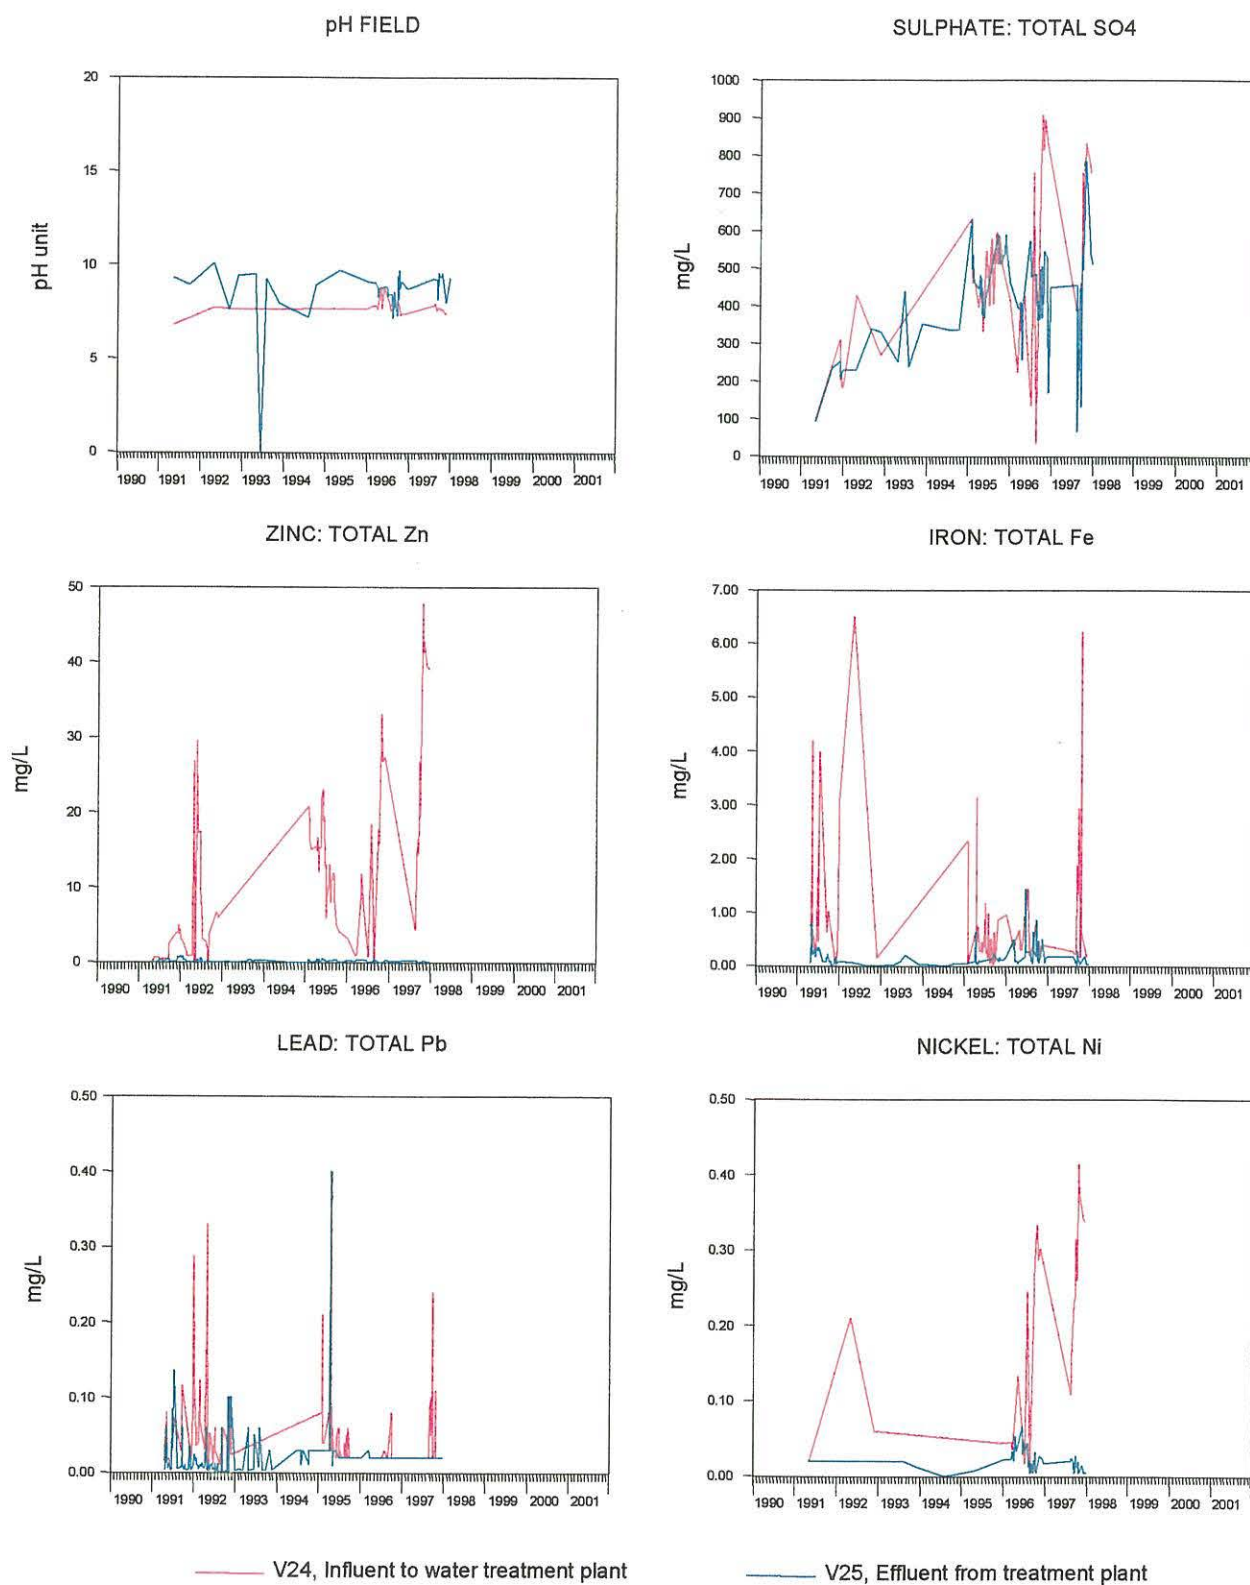 pH FIELD
20
15
10
5
0
pH unit
1990 1991 1992 1993 1994 1995 1996 1997 1998 1999 2000 2001
SULPHATE: TOTAL SO4
1000
900
800
700
600
500
400
300
200
100
0
mg/L
1990 1991 1992 1993 1994 1995 1996 1997 1998 1999 2000 2001
ZINC: TOTAL Zn
50
40
30
20
10
0
mg/L
1990 1991 1992 1993 1994 1995 1996 1997 1998 1999 2000 2001
IRON: TOTAL Fe
7.00
6.00
5.00
4.00
3.00
2.00
1.00
0.00
mg/L
1990 1991 1992 1993 1994 1995 1996 1997 1998 1999 2000 2001
LEAD: TOTAL Pb
0.50
0.40
0.30
0.20
0.10
0.00
mg/L
1990 1991 1992 1993 1994 1995 1996 1997 1998 1999 2000 2001
NICKEL: TOTAL Ni
0.50
0.40
0.30
0.20
0.10
0.00
mg/L
1990 1991 1992 1993 1994 1995 1996 1997 1998 1999 2000 2001
V24, Influent to water treatment plant
V25, Effluent from treatment plant